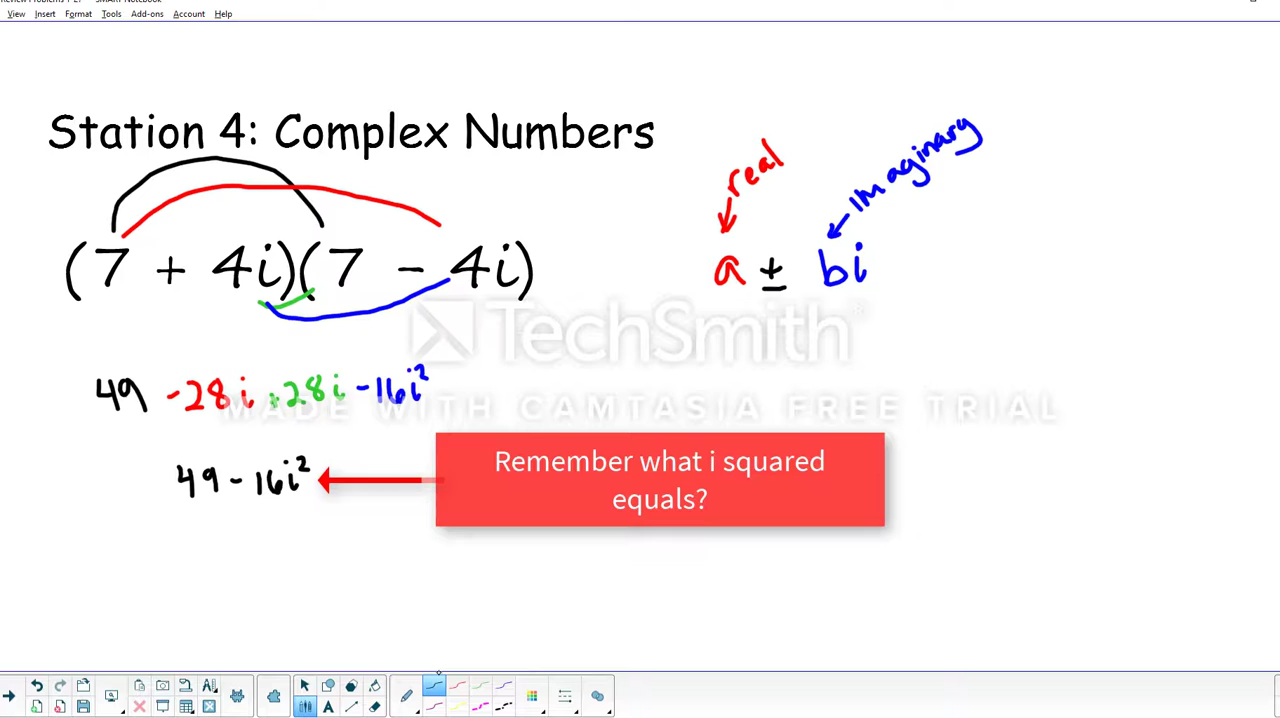 View Insert Format Tools Add-ons Account Help
Station 4: Complex Numbers
real
imaginary
(7 + 4i)(7 - 4i)
a ± bi
TechSmith®
49 -28i +28i -16i²
MADE WITH CAMTASIA FREE TRIAL
49 - 16i²
Remember what i squared
equals?